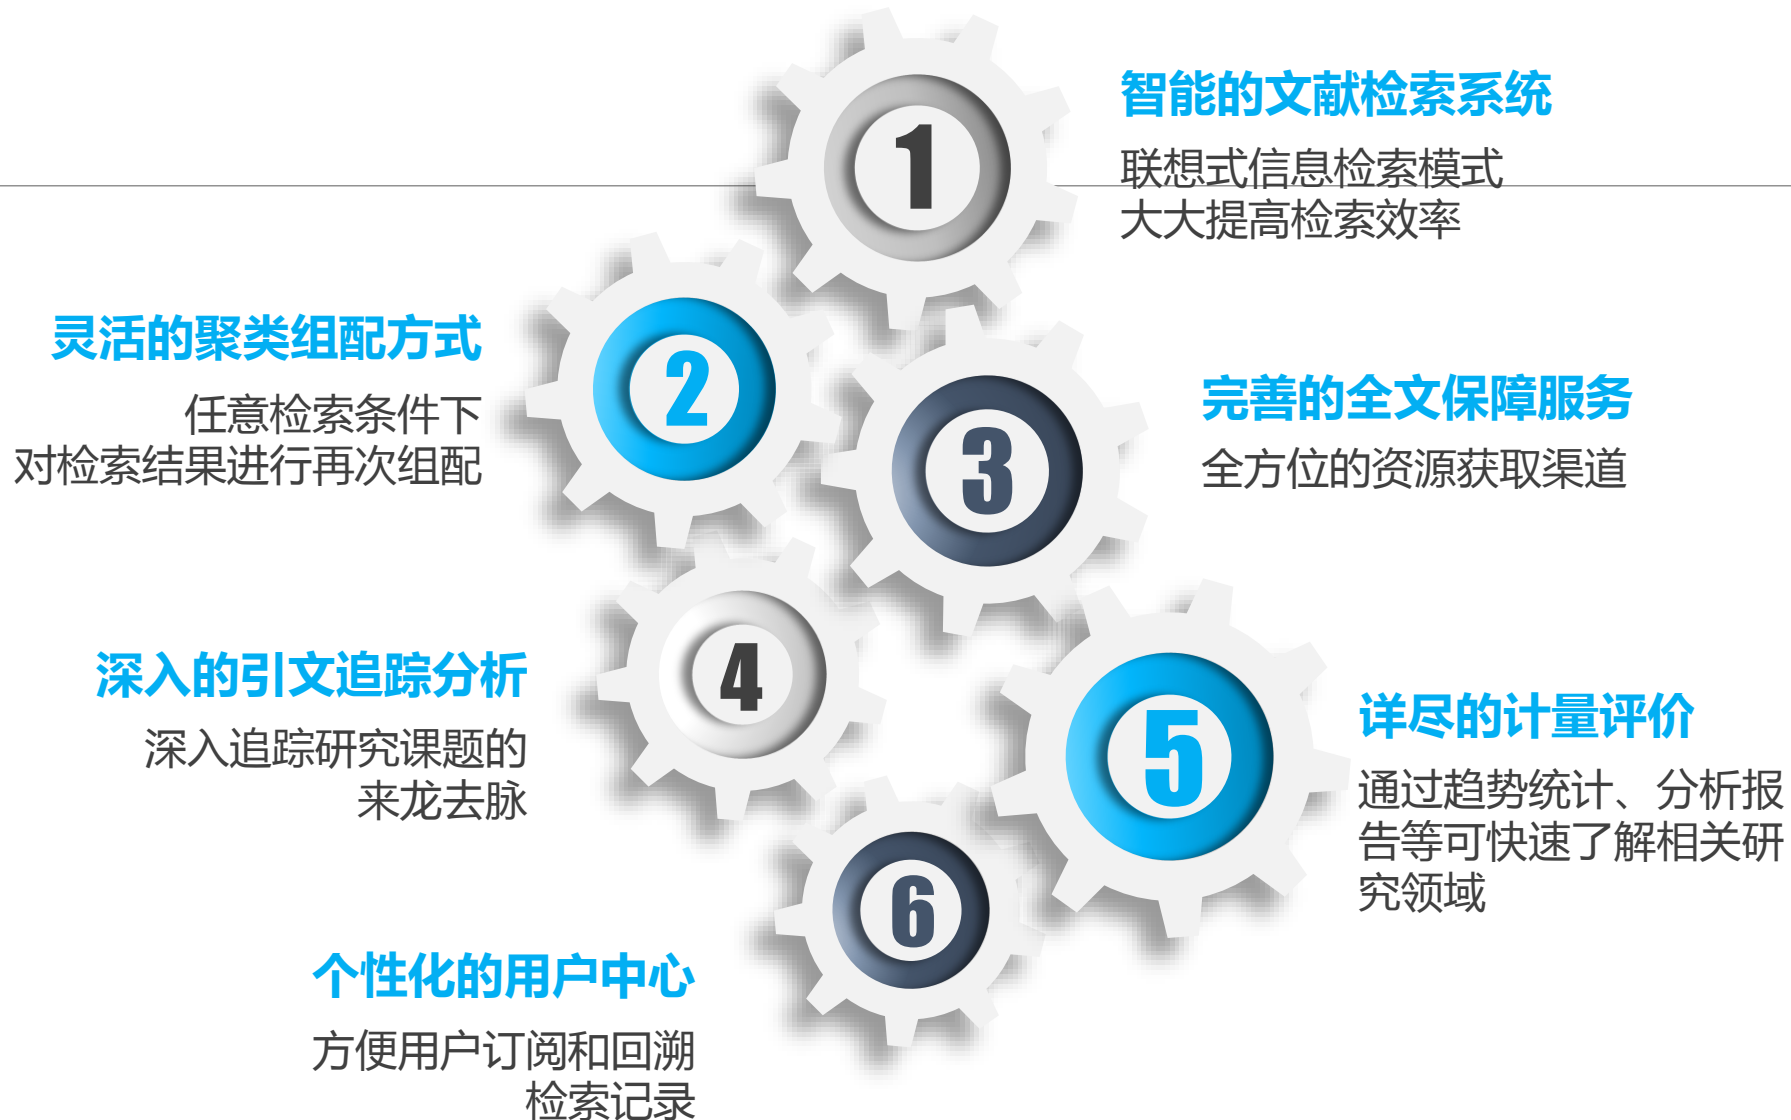 1
智能的文献检索系统
联想式信息检索模式
大大提高检索效率
灵活的聚类组配方式
任意检索条件下
对检索结果进行再次组配
2
3
完善的全文保障服务
全方位的资源获取渠道
深入的引文追踪分析
深入追踪研究课题的
来龙去脉
4
5
详尽的计量评价
通过趋势统计、分析报
告等可快速了解相关研
究领域
6
个性化的用户中心
方便用户订阅和回溯
检索记录